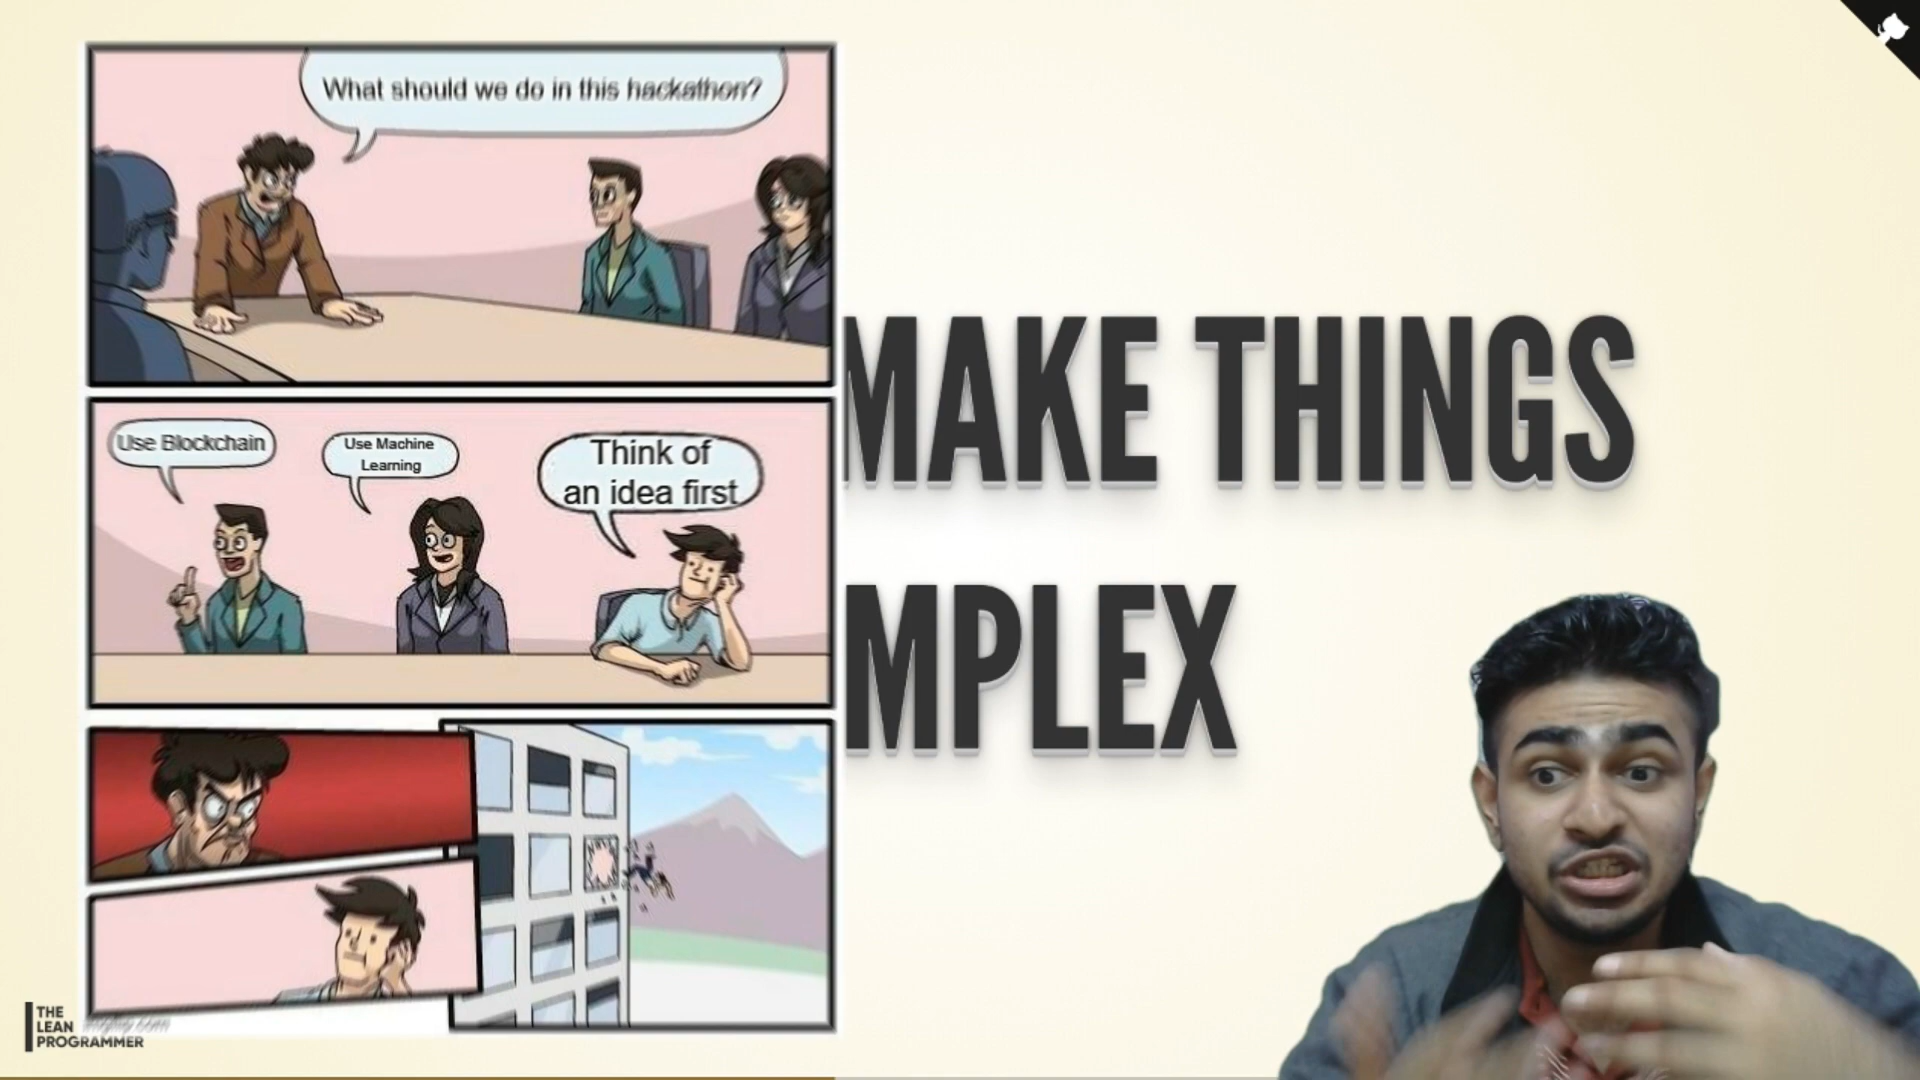 What should we do in this hackathon?
Use Blockchain
Use Machine
Learning
Think of
an idea first
MAKE THINGS
MPLEX
THE
LEAN
PROGRAMMER